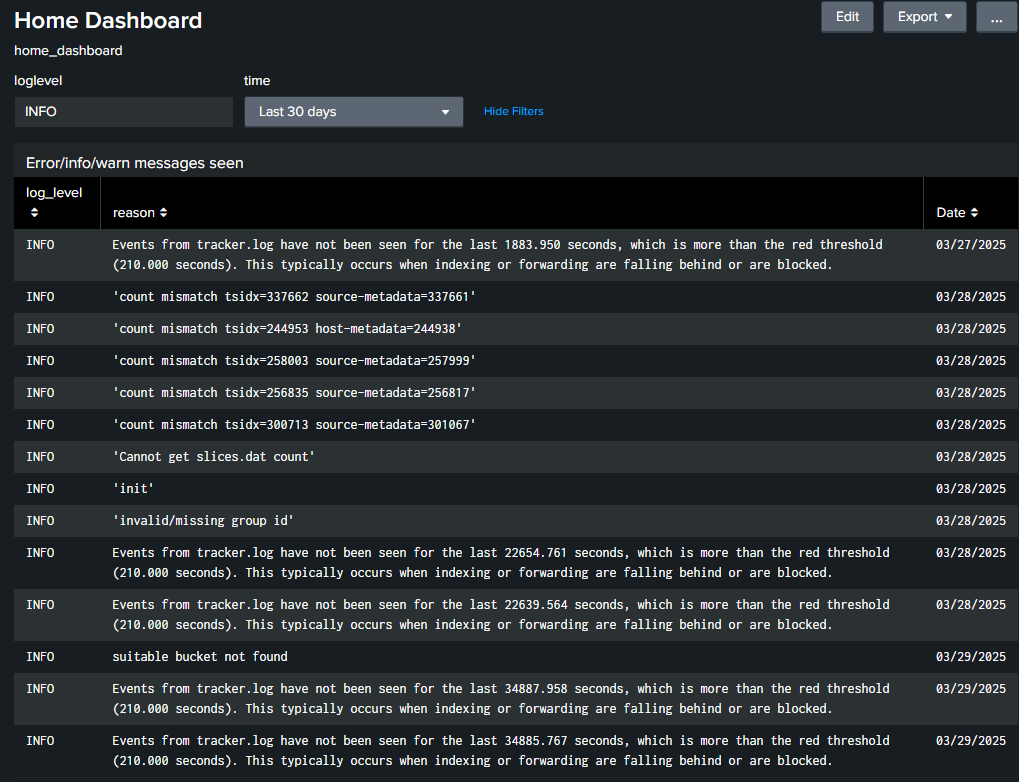 Home Dashboard
Edit
Export
...
home_dashboard
loglevel
time
INFO
Last 30 days
Hide Filters
Error/info/warn messages seen
log_level
reason
Date
INFO Events from tracker.log have not been seen for the last 1883.950 seconds, which is more than the red threshold 03/27/2025
(210.000 seconds). This typically occurs when indexing or forwarding are falling behind or are blocked.
INFO 'count mismatch tsidx=337662 source-metadata=337661' 03/28/2025
INFO 'count mismatch tsidx=244953 host-metadata=244938' 03/28/2025
INFO 'count mismatch tsidx=258003 source-metadata=257999' 03/28/2025
INFO 'count mismatch tsidx=256835 source-metadata=256817' 03/28/2025
INFO 'count mismatch tsidx=300713 source-metadata=301067' 03/28/2025
INFO 'Cannot get slices.dat count' 03/28/2025
INFO 'init' 03/28/2025
INFO 'invalid/missing group id' 03/28/2025
INFO Events from tracker.log have not been seen for the last 22654.761 seconds, which is more than the red threshold 03/28/2025
(210.000 seconds). This typically occurs when indexing or forwarding are falling behind or are blocked.
INFO Events from tracker.log have not been seen for the last 22639.564 seconds, which is more than the red threshold 03/28/2025
(210.000 seconds). This typically occurs when indexing or forwarding are falling behind or are blocked.
INFO suitable bucket not found 03/29/2025
INFO Events from tracker.log have not been seen for the last 34887.958 seconds, which is more than the red threshold 03/29/2025
(210.000 seconds). This typically occurs when indexing or forwarding are falling behind or are blocked.
INFO Events from tracker.log have not been seen for the last 34885.767 seconds, which is more than the red threshold 03/29/2025
(210.000 seconds). This typically occurs when indexing or forwarding are falling behind or are blocked.